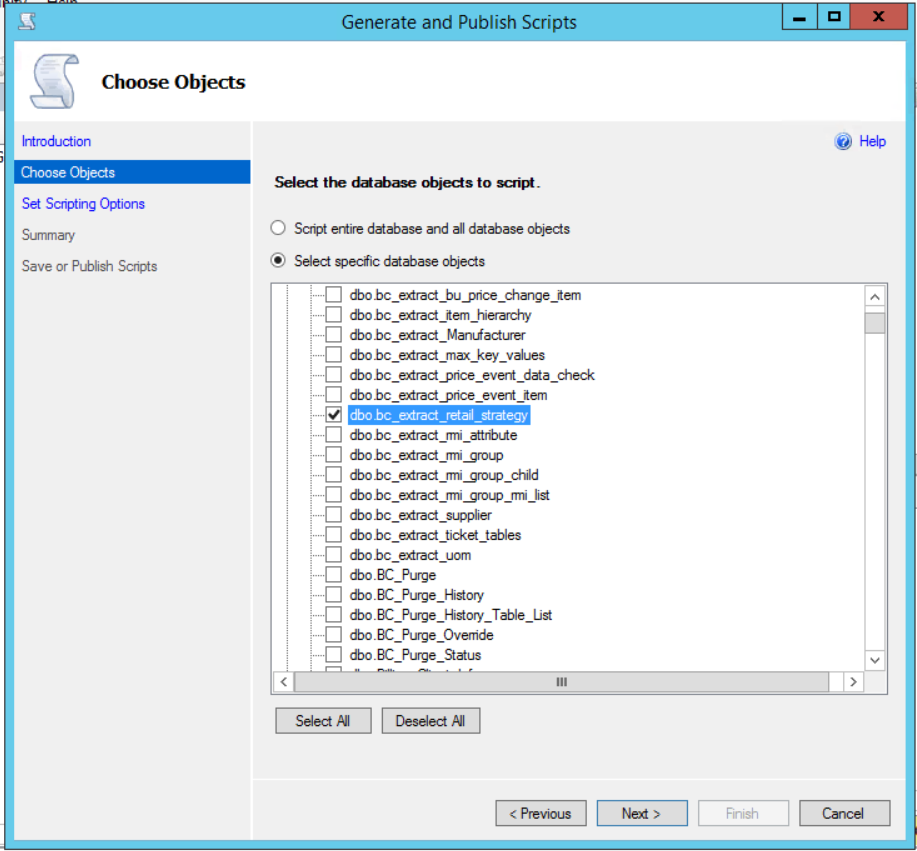 Help
Generate and Publish Scripts
Choose Objects
Introduction
Help
Choose Objects
Select the database objects to script.
Set Scripting Options
Script entire database and all database objects
Summary
Select specific database objects
Save or Publish Scripts
dbo.bc_extract_bu_price_change_item
dbo.bc_extract_item_hierarchy
dbo.bc_extract_Manufacturer
dbo.bc_extract_max_key_values
dbo.bc_extract_price_event_data_check
dbo.bc_extract_price_event_item
dbo.bc_extract_retail_strategy
dbo.bc_extract_rmi_attribute
dbo.bc_extract_rmi_group
dbo.bc_extract_rmi_group_child
dbo.bc_extract_rmi_group_rmi_list
dbo.bc_extract_supplier
dbo.bc_extract_ticket_tables
dbo.bc_extract_uom
dbo.BC_Purge
dbo.BC_Purge_History
dbo.BC_Purge_History_Table_List
dbo.BC_Purge_Override
dbo.BC_Purge_Status
Select All Deselect All
< Previous Next > Finish Cancel